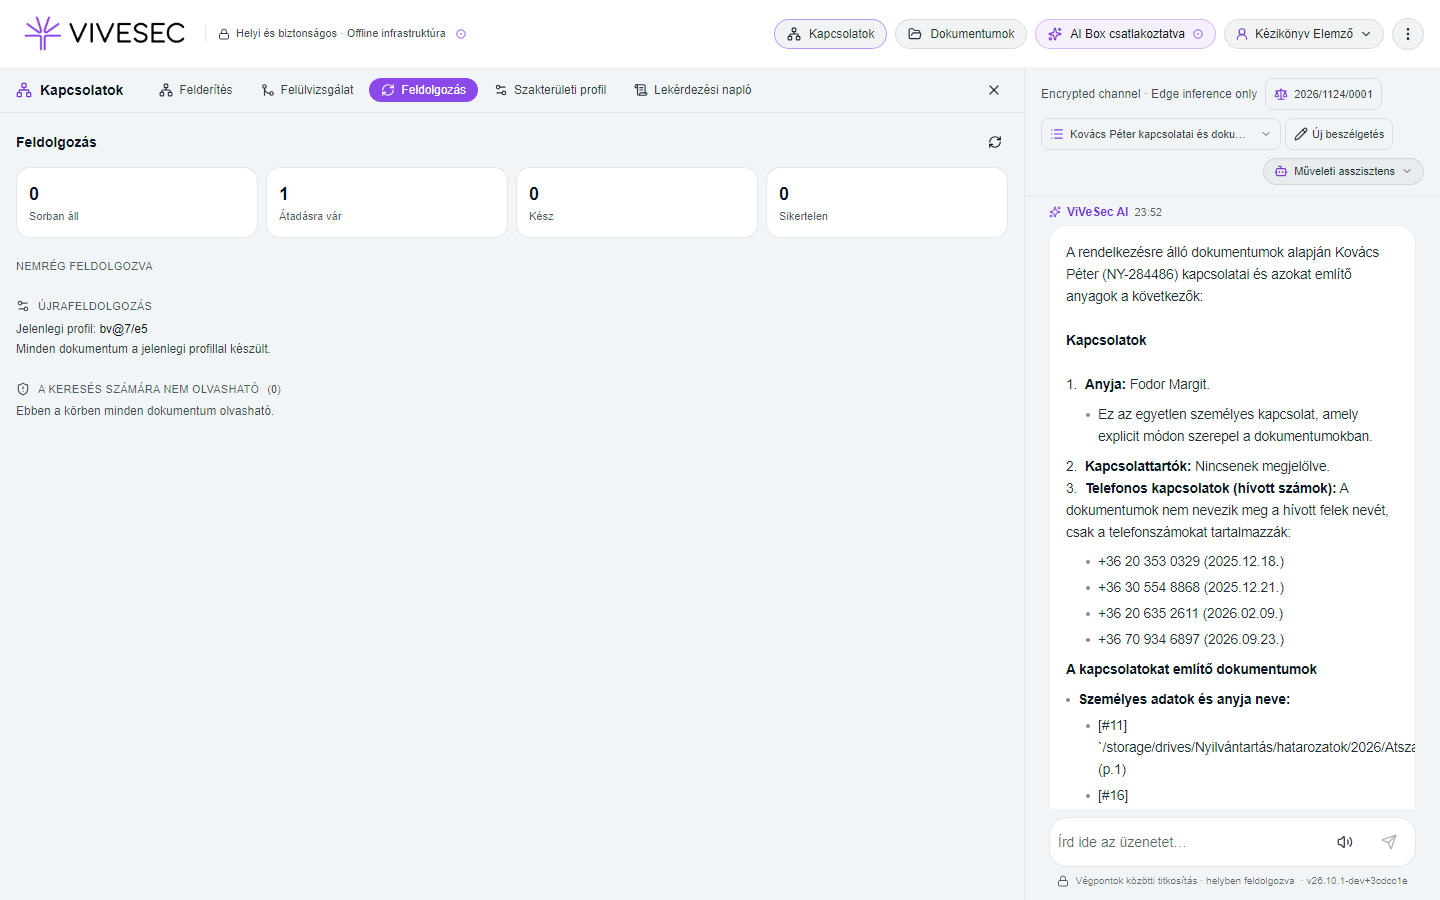 VIVESEC
Helyi és biztonságos · Offline infrastruktúra
Kapcsolatok
Dokumentumok
AI Box csatlakoztatva
Kézikönyv Elemző
Kapcsolatok
Felderítés
Felülvizsgálat
Feldolgozás
Szakterületi profil
Lekérdezési napló
Feldolgozás
0
Sorban áll
1
Átadásra vár
0
Kész
0
Sikertelen
NEMRÉG FELDOLGOZVA
ÚJRAFELDOLGOZÁS
Jelenlegi profil: bv@7/e5
Minden dokumentum a jelenlegi profillal készült.
A KERESÉS SZÁMÁRA NEM OLVASHATÓ (0)
Ebben a körben minden dokumentum olvasható.
Encrypted channel · Edge inference only
2026/1124/0001
Kovács Péter kapcsolatai és doku...
Új beszélgetés
Műveleti asszisztens
ViVeSec AI 23:52
A rendelkezésre álló dokumentumok alapján Kovács
Péter (NY-284486) kapcsolatai és azokat említő
anyagok a következők:
Kapcsolatok
1. Anyja: Fodor Margit.
• Ez az egyetlen személyes kapcsolat, amely
explicit módon szerepel a dokumentumokban.
2. Kapcsolattartók: Nincsenek megjelölve.
3. Telefonos kapcsolatok (hívott számok): A
dokumentumok nem nevezik meg a hívott felek nevét,
csak a telefonszámokat tartalmazzák:
• +36 20 353 0329 (2025.12.18.)
• +36 30 554 8868 (2025.12.21.)
• +36 20 635 2611 (2026.02.09.)
• +36 70 934 6897 (2026.09.23.)
A kapcsolatokat említő dokumentumok
• Személyes adatok és anyja neve:
• [#11]
`/storage/drives/Nyilvántartás/hatarozatok/2026/Atsza
(p.1)
• [#16]
Írd ide az üzenetet...
Végpontok közötti titkosítás · helyben feldolgozva · v26.10.1-dev+3cdcc1e